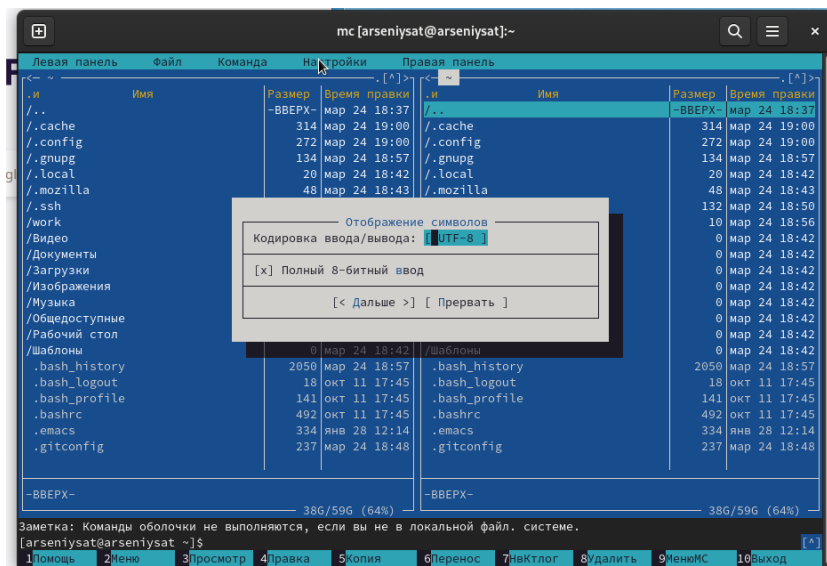 mc [arseniysat@arseniysat]:~
Левая панель Файл Команда Настройки Правая панель
<— ~ .[^]> <— ~ .[^]>
.и Имя Размер Время правки .и Имя Размер Время правки
/.. -ВВЕРХ- мар 24 18:37 /.. -ВВЕРХ- мар 24 18:37
/.cache 314 мар 24 19:00 /.cache 314 мар 24 19:00
/.config 272 мар 24 19:00 /.config 272 мар 24 19:00
/.gnupg 134 мар 24 18:57 /.gnupg 134 мар 24 18:57
/.local 20 мар 24 18:42 /.local 20 мар 24 18:42
/.mozilla 48 мар 24 18:43 /.mozilla 48 мар 24 18:43
/.ssh 132 мар 24 18:50
/work Отображение символов 10 мар 24 18:56
/Видео Кодировка ввода/вывода: [ UTF-8 ] 0 мар 24 18:42
/Документы 0 мар 24 18:42
/Загрузки [x] Полный 8-битный ввод 0 мар 24 18:42
/Изображения 0 мар 24 18:42
/Музыка [< Дальше >] [ Прервать ] 0 мар 24 18:42
/Общедоступные 0 мар 24 18:42
/Рабочий стол 0 мар 24 18:42
/Шаблоны 0 мар 24 18:42 /Шаблоны 0 мар 24 18:42
.bash_history 2050 мар 24 18:57 .bash_history 2050 мар 24 18:57
.bash_logout 18 окт 11 17:45 .bash_logout 18 окт 11 17:45
.bash_profile 141 окт 11 17:45 .bash_profile 141 окт 11 17:45
.bashrc 492 окт 11 17:45 .bashrc 492 окт 11 17:45
.emacs 334 янв 28 12:14 .emacs 334 янв 28 12:14
.gitconfig 237 мар 24 18:48 .gitconfig 237 мар 24 18:48
-ВВЕРХ- -ВВЕРХ-
38G/59G (64%) 38G/59G (64%)
Заметка: Команды оболочки не выполняются, если вы не в локальной файл. системе.
[arseniysat@arseniysat ~]$ [^]
1Помощь 2Меню 3Просмотр 4Правка 5Копия 6Перенос 7НвКтлог 8Удалить 9МенюМС 10Выход